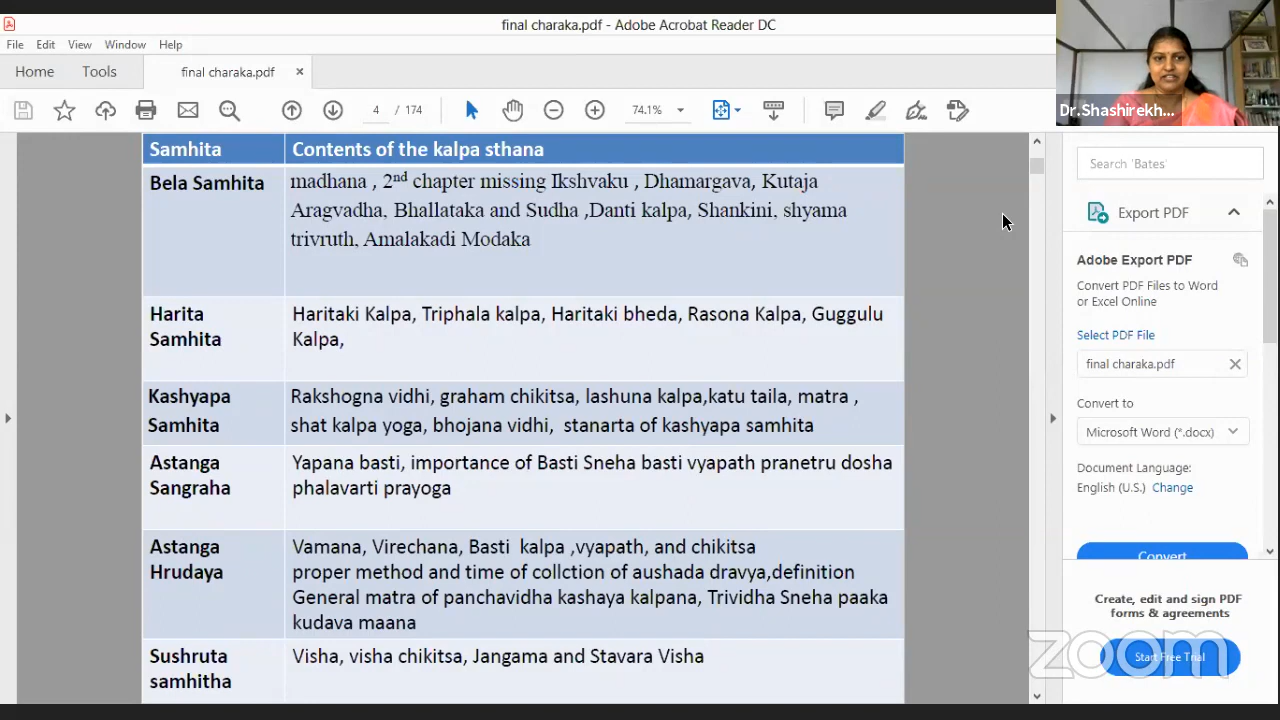 final charaka.pdf - Adobe Acrobat Reader DC
File Edit View Window Help
Home Tools final charaka.pdf ×
4 / 174 74.1%
Dr.Shashirekh...
Samhita Contents of the kalpa sthana
Bela Samhita madhana , 2nd chapter missing Ikshvaku , Dhamargava, Kutaja
Aragvadha, Bhallataka and Sudha ,Danti kalpa, Shankini, shyama
trivruth, Amalakadi Modaka
Harita Haritaki Kalpa, Triphala kalpa, Haritaki bheda, Rasona Kalpa, Guggulu
Samhita Kalpa,
Kashyapa Rakshogna vidhi, graham chikitsa, lashuna kalpa,katu taila, matra ,
Samhita shat kalpa yoga, bhojana vidhi, stanarta of kashyapa samhita
Astanga Yapana basti, importance of Basti Sneha basti vyapath pranetru dosha
Sangraha phalavarti prayoga
Astanga Vamana, Virechana, Basti kalpa ,vyapath, and chikitsa
Hrudaya proper method and time of collction of aushada dravya,definition
General matra of panchavidha kashaya kalpana, Trividha Sneha paaka
kudava maana
Sushruta Visha, visha chikitsa, Jangama and Stavara Visha
samhitha
Search 'Bates'
Export PDF
Adobe Export PDF
Convert PDF Files to Word
or Excel Online
Select PDF File
final charaka.pdf
Convert to
Microsoft Word (*.docx)
Document Language:
English (U.S.) Change
Convert
Create, edit and sign PDF
forms & agreements
Start Free Trial
zoom